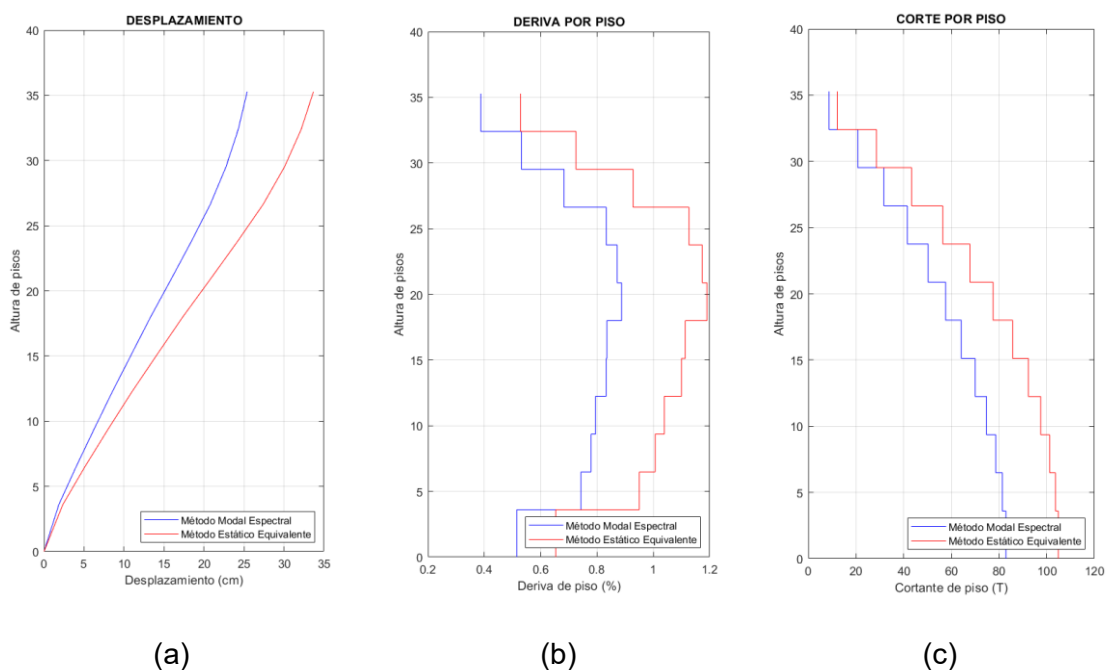 DESPLAZAMIENTO
40
35
30
25
20
15
10
5
0
Altura de pisos
0 5 10 15 20 25 30 35
Desplazamiento (cm)
Método Modal Espectral
Método Estático Equivalente
(a)
DERIVA POR PISO
40
35
30
25
20
15
10
5
0
Altura de pisos
0.2 0.4 0.6 0.8 1 1.2
Deriva de piso (%)
Método Modal Espectral
Método Estático Equivalente
(b)
CORTE POR PISO
40
35
30
25
20
15
10
5
0
Altura de pisos
0 20 40 60 80 100 120
Cortante de piso (T)
Método Modal Espectral
Método Estático Equivalente
(c)